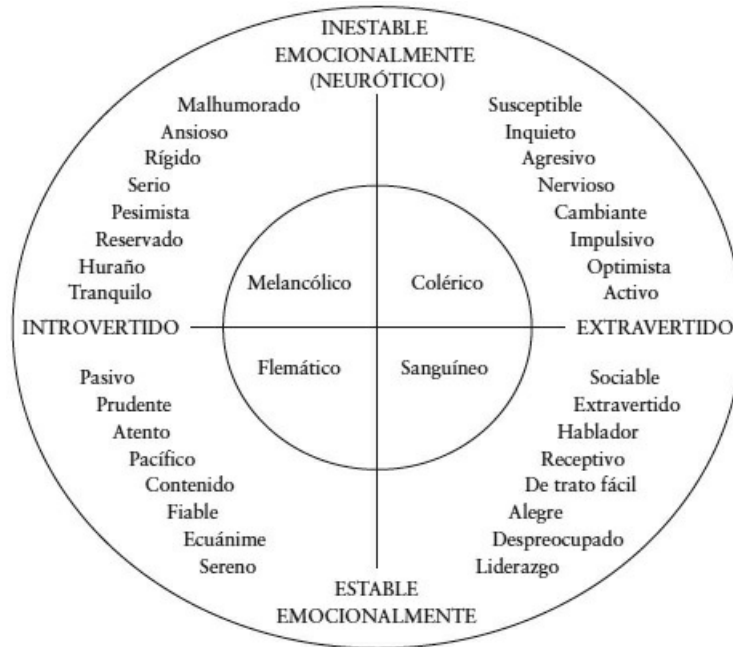 INESTABLE
EMOCIONALMENTE
(NEURÓTICO)
Malhumorado
Ansioso
Rígido
Serio
Pesimista
Reservado
Huraño
Tranquilo
Susceptible
Inquieto
Agresivo
Nervioso
Cambiante
Impulsivo
Optimista
Activo
Melancólico
Colérico
INTROVERTIDO
EXTRAVERTIDO
Flemático
Sanguíneo
Pasivo
Prudente
Atento
Pacífico
Contenido
Fiable
Ecuánime
Sereno
Sociable
Extravertido
Hablador
Receptivo
De trato fácil
Alegre
Despreocupado
Liderazgo
ESTABLE
EMOCIONALMENTE